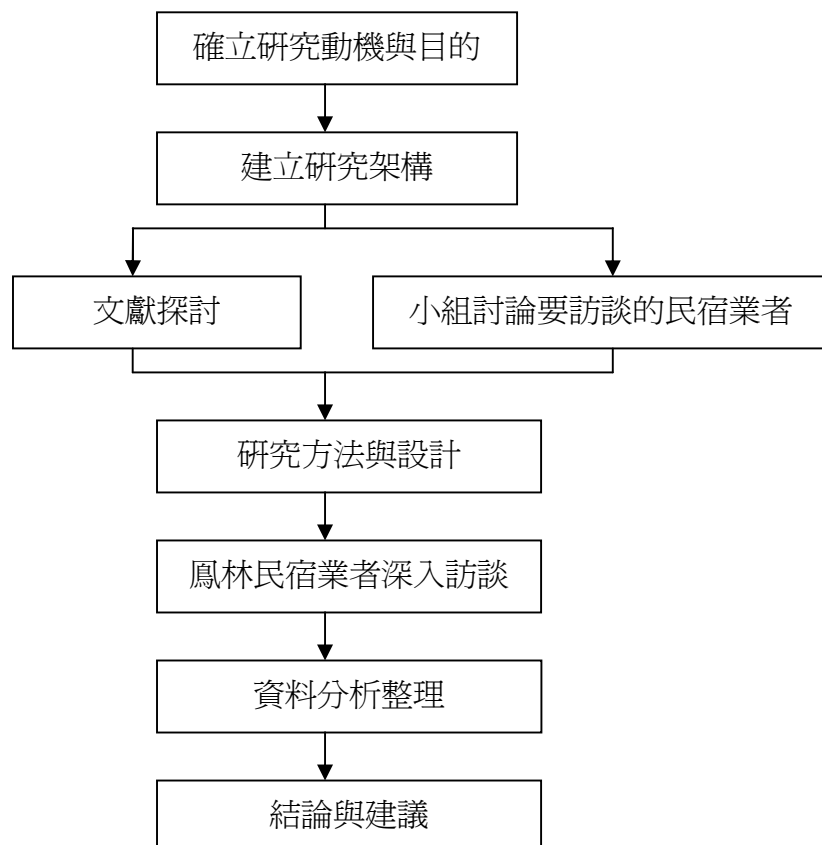 確立研究動機與目的
建立研究架構
文獻探討
小組討論要訪談的民宿業者
研究方法與設計
鳳林民宿業者深入訪談
資料分析整理
結論與建議